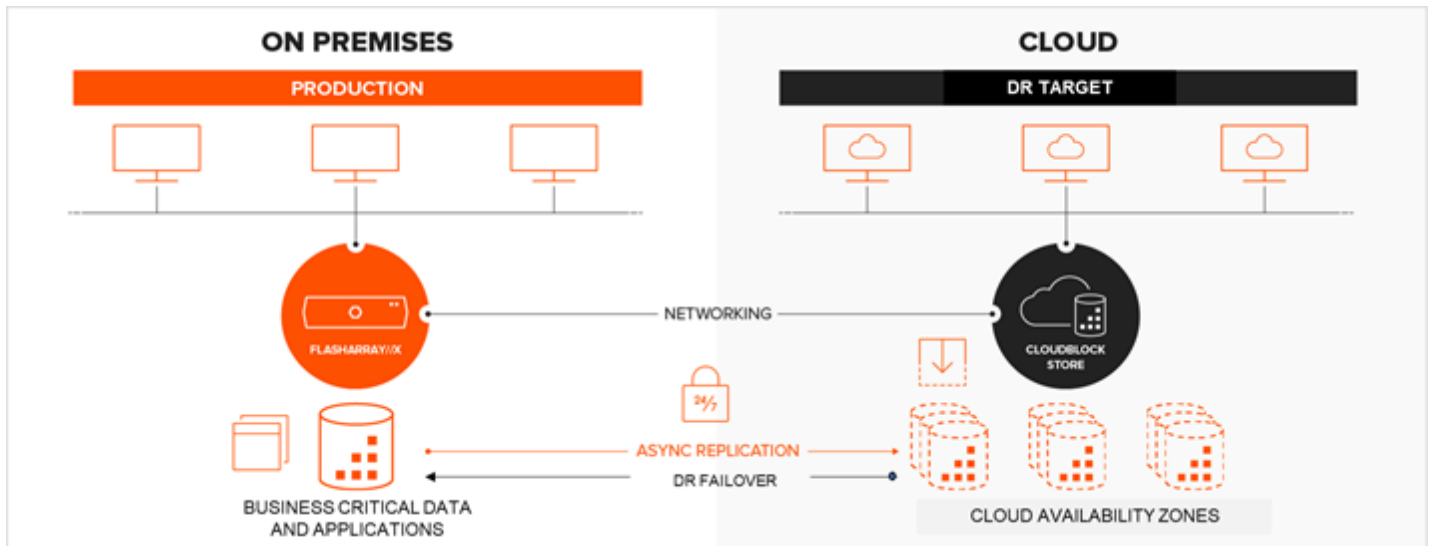 ON PREMISES
CLOUD
PRODUCTION
DR TARGET
NETWORKING
FLASHARRAY//X
CLOUDBLOCK
STORE
24/7
ASYNC REPLICATION
DR FAILOVER
BUSINESS CRITICAL DATA
AND APPLICATIONS
CLOUD AVAILABILITY ZONES